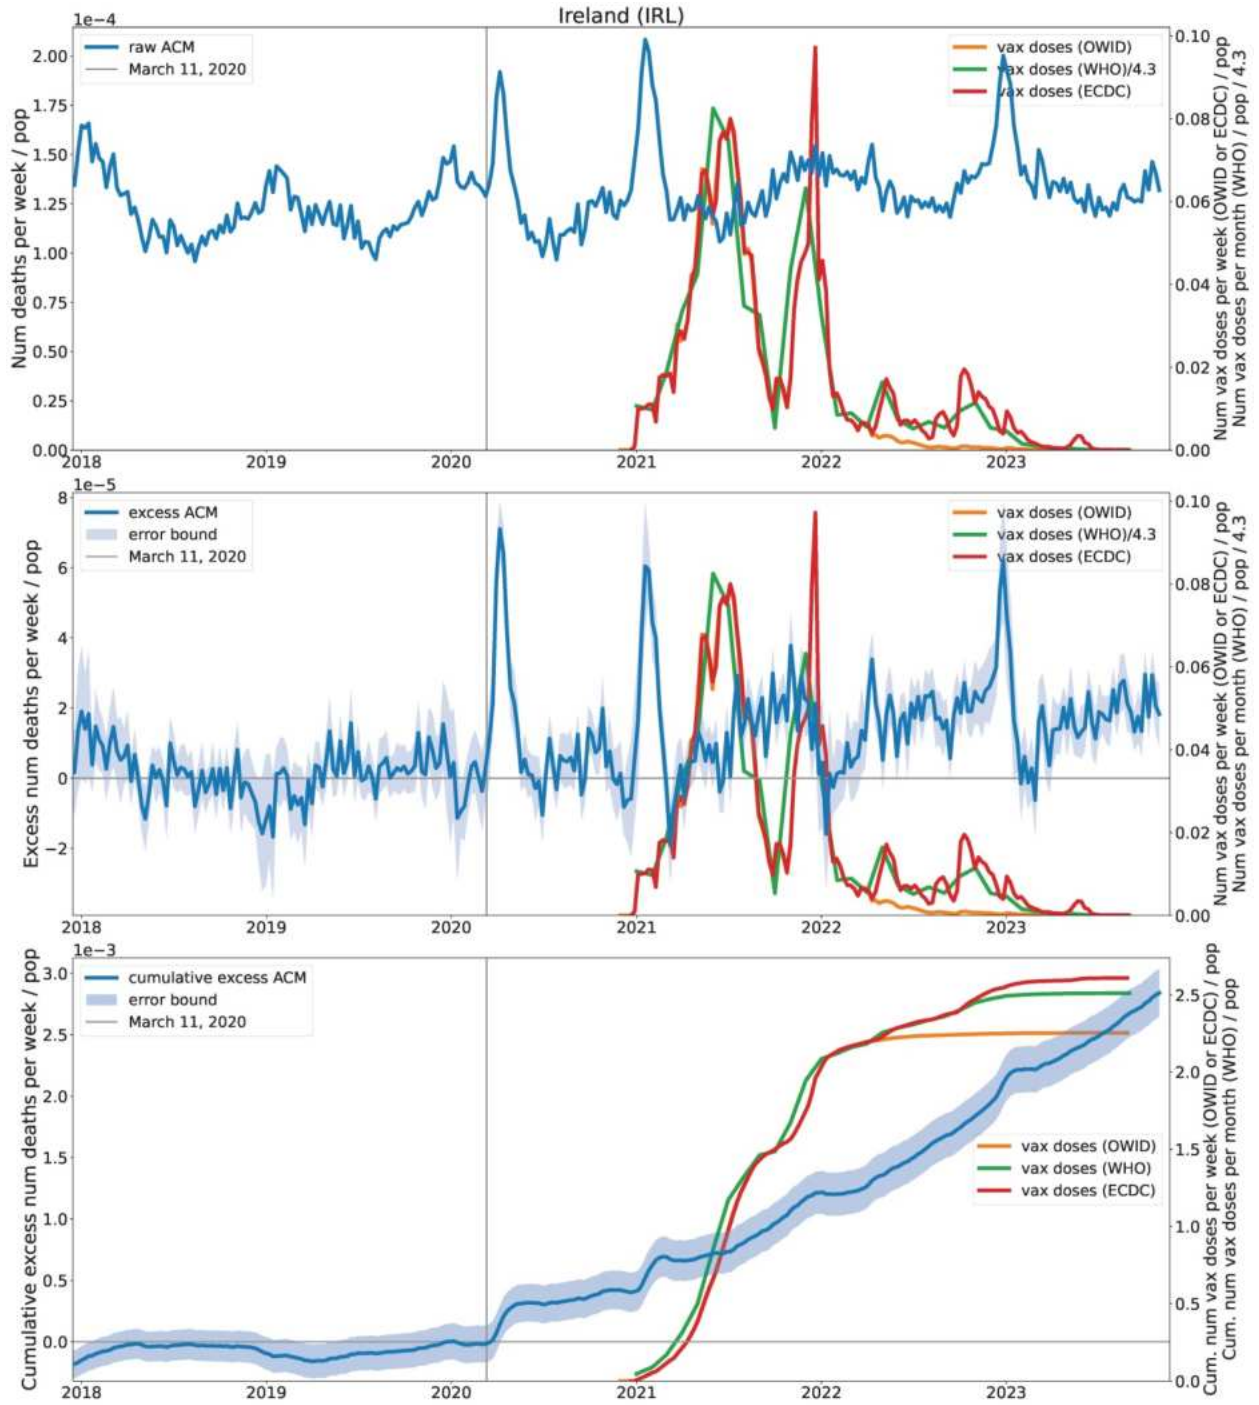 Ireland (IRL)
1e−4
raw ACM
March 11, 2020
vax doses (OWID)
vax doses (WHO)/4.3
vax doses (ECDC)
Num deaths per week / pop
2.00
1.75
1.50
1.25
1.00
0.75
0.50
0.25
0.00
0.10
0.08
0.06
0.04
0.02
0.00
Num vax doses per week (OWID or ECDC) / pop
Num vax doses per month (WHO) / pop / 4.3
2018 2019 2020 2021 2022 2023
1e−5
excess ACM
error bound
March 11, 2020
vax doses (OWID)
vax doses (WHO)/4.3
vax doses (ECDC)
Excess num deaths per week / pop
8
6
4
2
0
−2
0.10
0.08
0.06
0.04
0.02
0.00
Num vax doses per week (OWID or ECDC) / pop
Num vax doses per month (WHO) / pop / 4.3
2018 2019 2020 2021 2022 2023
1e−3
cumulative excess ACM
error bound
March 11, 2020
Cumulative excess num deaths per week / pop
3.0
2.5
2.0
1.5
1.0
0.5
0.0
vax doses (OWID)
vax doses (WHO)
vax doses (ECDC)
2.5
2.0
1.5
1.0
0.5
0.0
Cum. num vax doses per week (OWID or ECDC) / pop
Cum. num vax doses per month (WHO) / pop
2018 2019 2020 2021 2022 2023